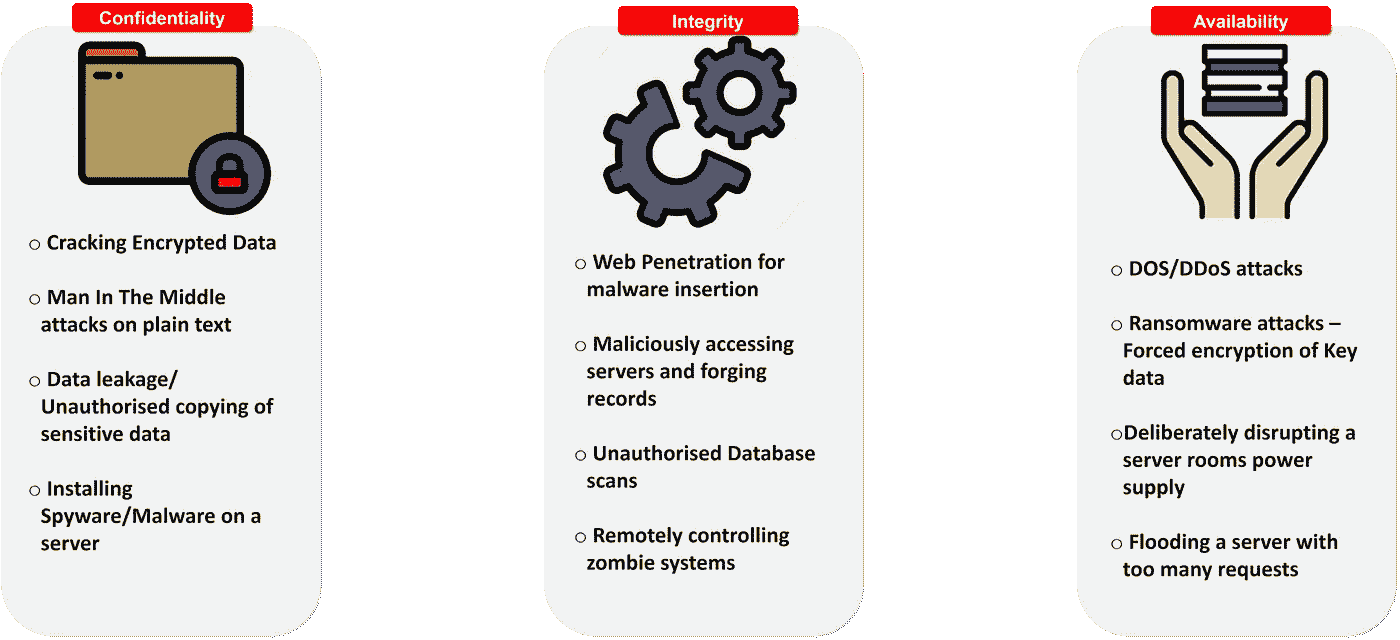 Confidentiality
○ Cracking Encrypted Data
○ Man In The Middle
attacks on plain text
○ Data leakage/
Unauthorised copying of
sensitive data
○ Installing
Spyware/Malware on a
server
Integrity
○ Web Penetration for
malware insertion
○ Maliciously accessing
servers and forging
records
○ Unauthorised Database
scans
○ Remotely controlling
zombie systems
Availability
○ DOS/DDoS attacks
○ Ransomware attacks –
Forced encryption of Key
data
○Deliberately disrupting a
server rooms power
supply
○ Flooding a server with
too many requests